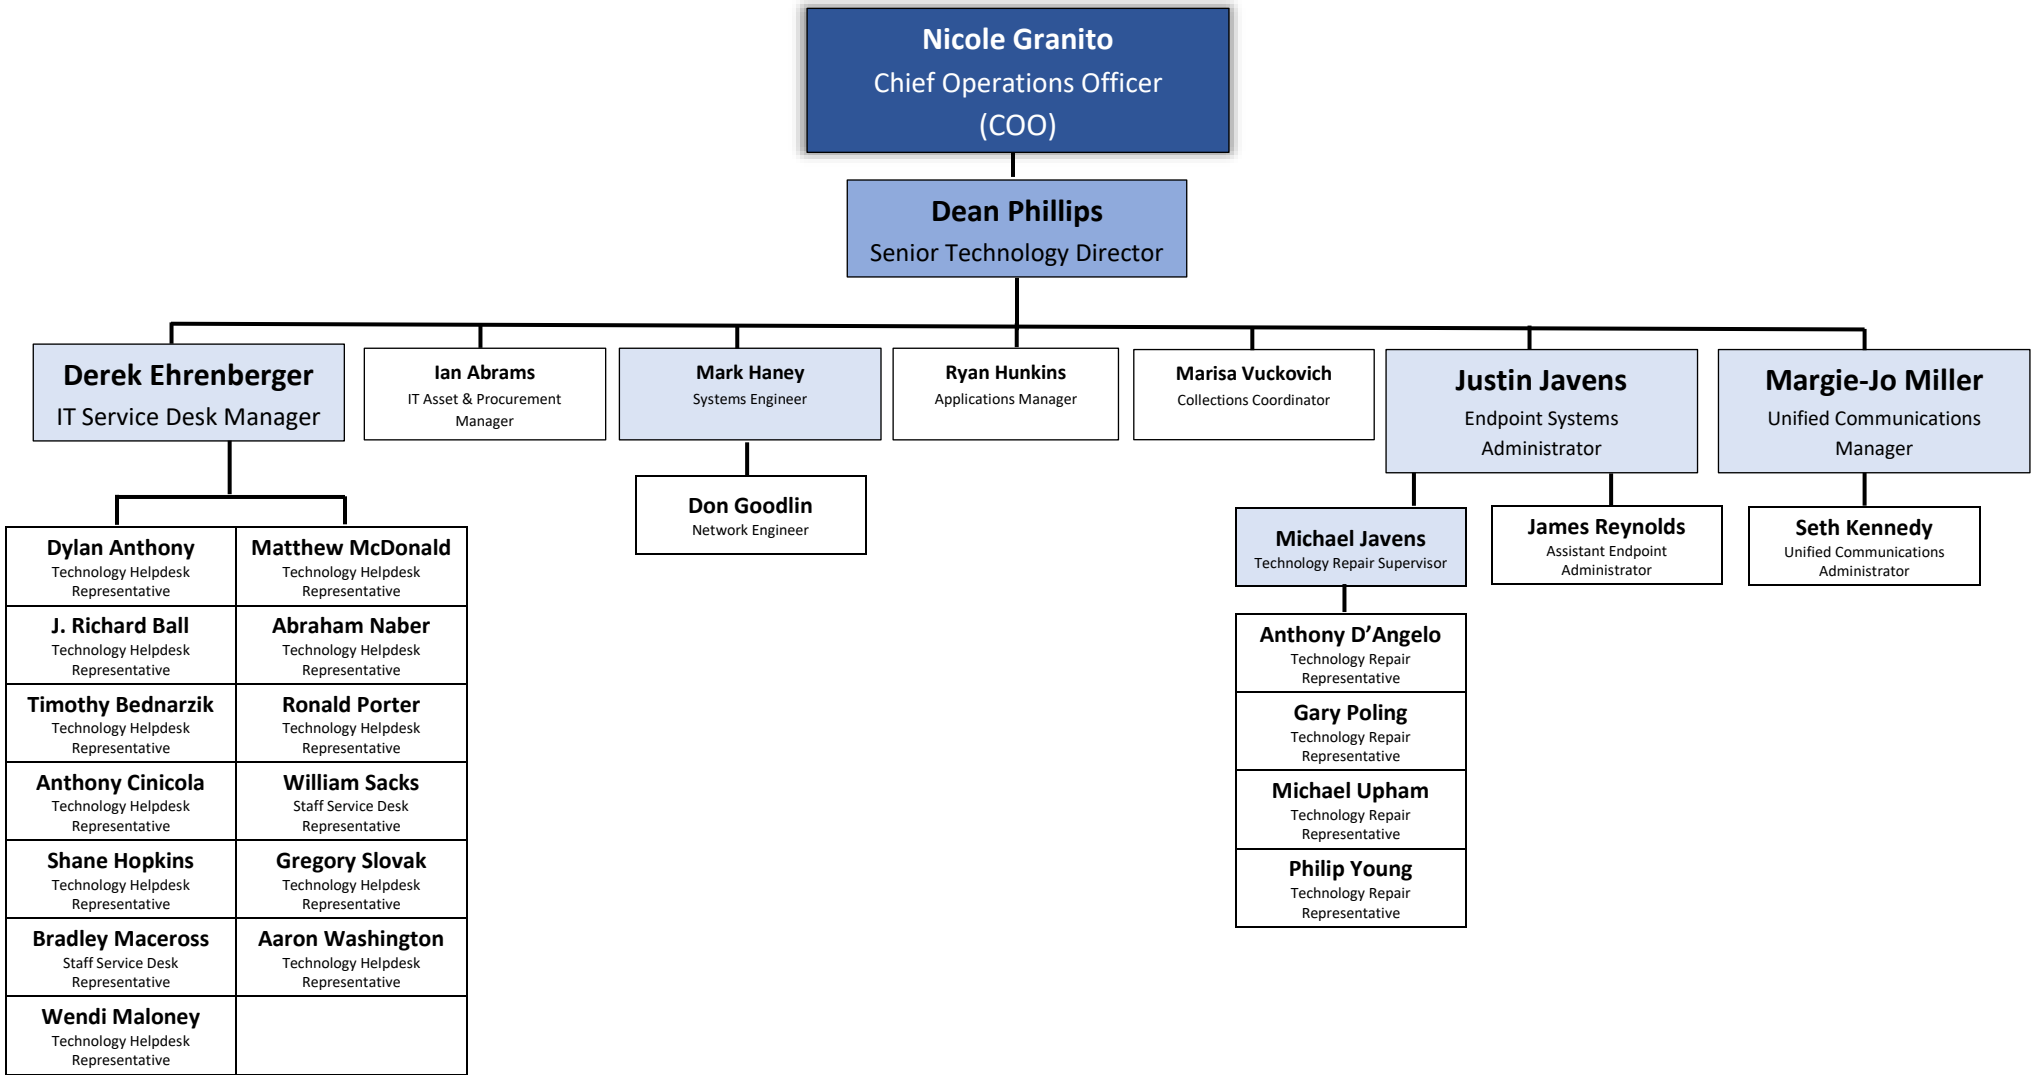 Nicole Granito
Chief Operations Officer
(COO)
Dean Phillips
Senior Technology Director
Derek Ehrenberger
IT Service Desk Manager
Ian Abrams
IT Asset & Procurement
Manager
Mark Haney
Systems Engineer
Ryan Hunkins
Applications Manager
Marisa Vuckovich
Collections Coordinator
Justin Javens
Endpoint Systems
Administrator
Margie-Jo Miller
Unified Communications
Manager
Dylan Anthony
Technology Helpdesk
Representative
J. Richard Ball
Technology Helpdesk
Representative
Timothy Bednarzik
Technology Helpdesk
Representative
Anthony Cinicola
Technology Helpdesk
Representative
Shane Hopkins
Technology Helpdesk
Representative
Bradley Maceross
Staff Service Desk
Representative
Wendi Maloney
Technology Helpdesk
Representative
Matthew McDonald
Technology Helpdesk
Representative
Abraham Naber
Technology Helpdesk
Representative
Ronald Porter
Technology Helpdesk
Representative
William Sacks
Staff Service Desk
Representative
Gregory Slovak
Technology Helpdesk
Representative
Aaron Washington
Technology Helpdesk
Representative
Don Goodlin
Network Engineer
Michael Javens
Technology Repair Supervisor
Anthony D’Angelo
Technology Repair
Representative
Gary Poling
Technology Repair
Representative
Michael Upham
Technology Repair
Representative
Philip Young
Technology Repair
Representative
James Reynolds
Assistant Endpoint
Administrator
Seth Kennedy
Unified Communications
Administrator